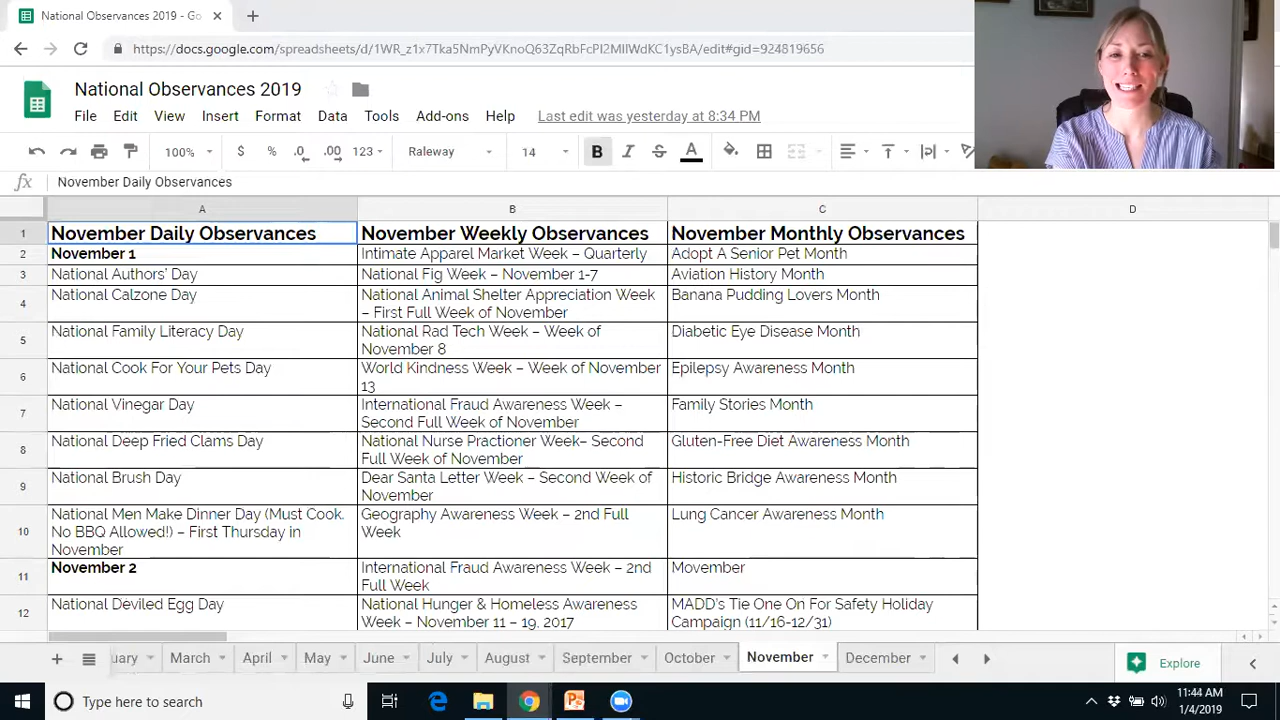 National Observances 2019 - Go
https://docs.google.com/spreadsheets/d/1WR_z1x7Tka5NmPyVKnoQ63ZqRbFcPI2MIIWdKC1ysBA/edit#gid=924819656
National Observances 2019
File Edit View Insert Format Data Tools Add-ons Help Last edit was yesterday at 8:34 PM
100% $ % .0 .00 123 Raleway 14 B I S A
fx November Daily Observances
A B C D
1 November Daily Observances November Weekly Observances November Monthly Observances
2 November 1 Intimate Apparel Market Week – Quarterly Adopt A Senior Pet Month
3 National Authors' Day National Fig Week – November 1-7 Aviation History Month
4 National Calzone Day National Animal Shelter Appreciation Week Banana Pudding Lovers Month
– First Full Week of November
5 National Family Literacy Day National Rad Tech Week – Week of Diabetic Eye Disease Month
November 8
6 National Cook For Your Pets Day World Kindness Week – Week of November Epilepsy Awareness Month
13
7 National Vinegar Day International Fraud Awareness Week – Family Stories Month
Second Full Week of November
8 National Deep Fried Clams Day National Nurse Practioner Week– Second Gluten-Free Diet Awareness Month
Full Week of November
9 National Brush Day Dear Santa Letter Week – Second Week of Historic Bridge Awareness Month
November
10 National Men Make Dinner Day (Must Cook. Geography Awareness Week – 2nd Full Lung Cancer Awareness Month
No BBQ Allowed!) – First Thursday in Week
November
11 November 2 International Fraud Awareness Week – 2nd Movember
Full Week
12 National Deviled Egg Day National Hunger & Homeless Awareness MADD's Tie One On For Safety Holiday
Week – November 11 – 19, 2017 Campaign (11/16-12/31)
uary March April May June July August September October November December Explore
Type here to search
11:44 AM
1/4/2019